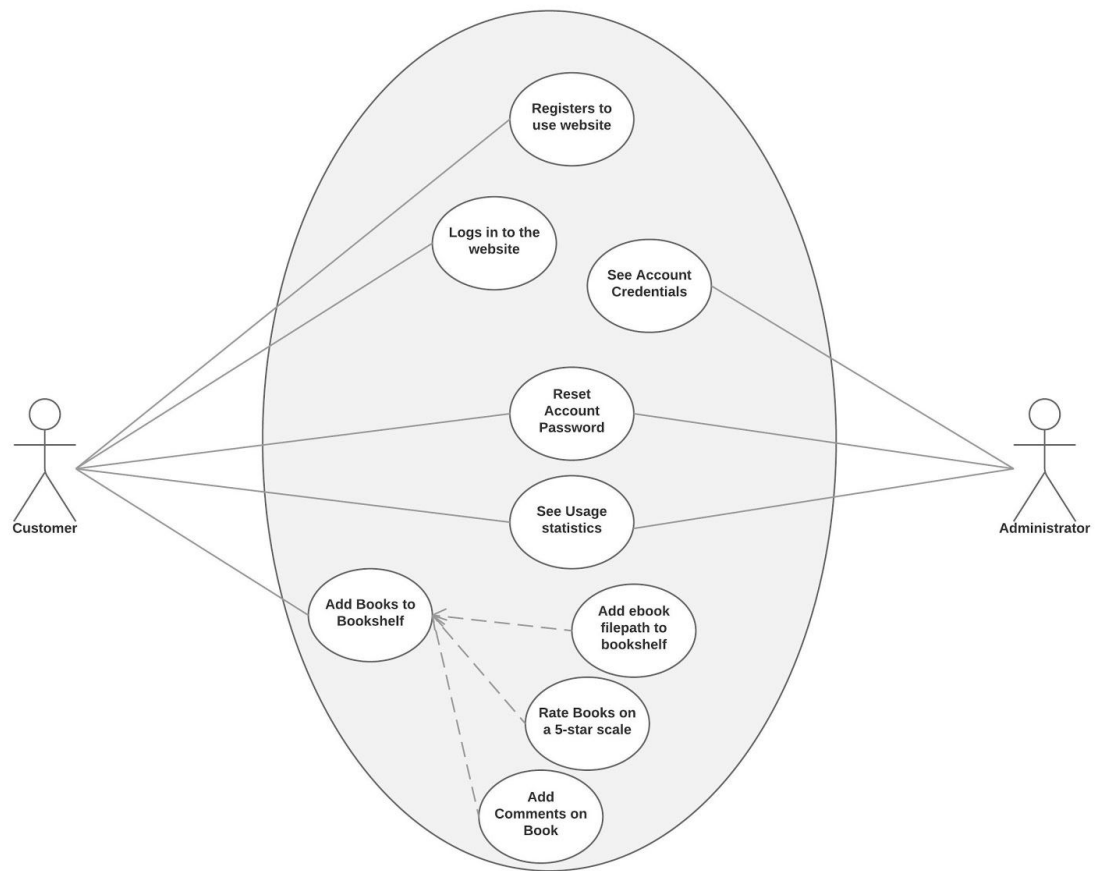 Registers to
use website
Logs in to the
website
See Account
Credentials
Reset
Account
Password
Customer
See Usage
statistics
Administrator
Add Books to
Bookshelf
Add ebook
filepath to
bookshelf
Rate Books on
a 5-star scale
Add
Comments on
Book